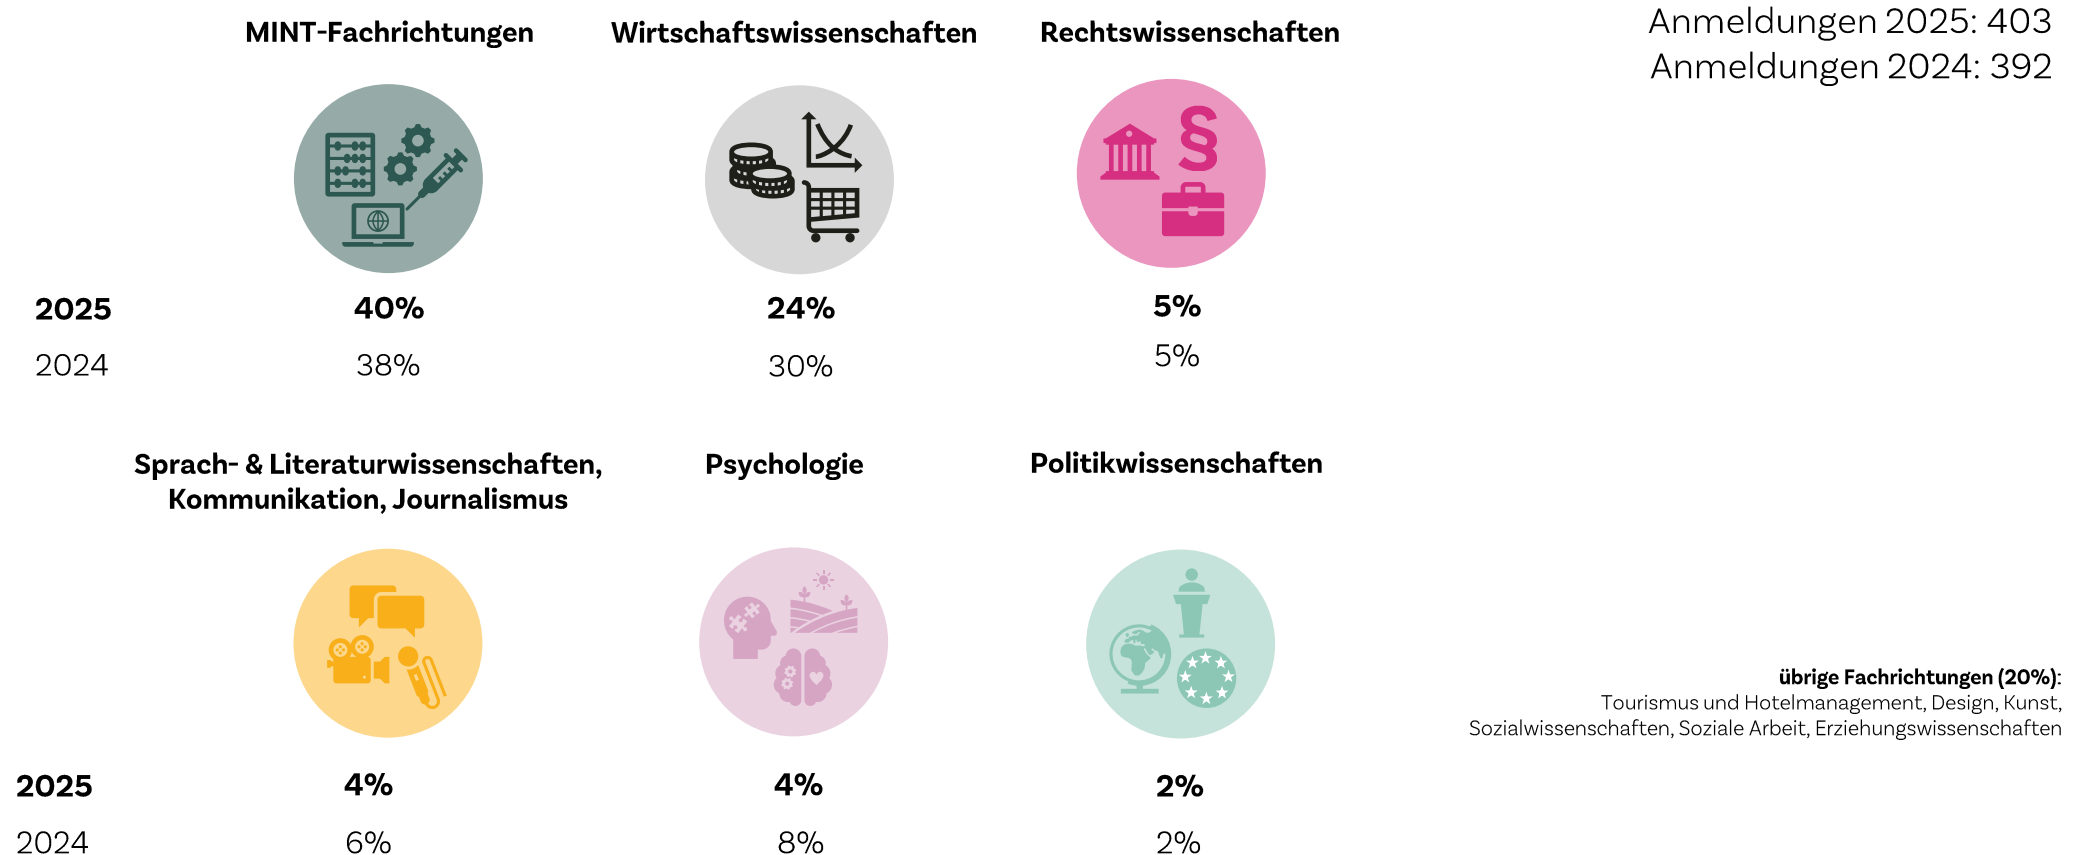 MINT-Fachrichtungen
Wirtschaftswissenschaften
Rechtswissenschaften
Anmeldungen 2025: 403
Anmeldungen 2024: 392
§
2025 40% 24% 5%
2024 38% 30% 5%
Sprach- & Literaturwissenschaften,
Kommunikation, Journalismus
Psychologie
Politikwissenschaften
übrige Fachrichtungen (20%):
Tourismus und Hotelmanagement, Design, Kunst,
Sozialwissenschaften, Soziale Arbeit, Erziehungswissenschaften
2025 4% 4% 2%
2024 6% 8% 2%